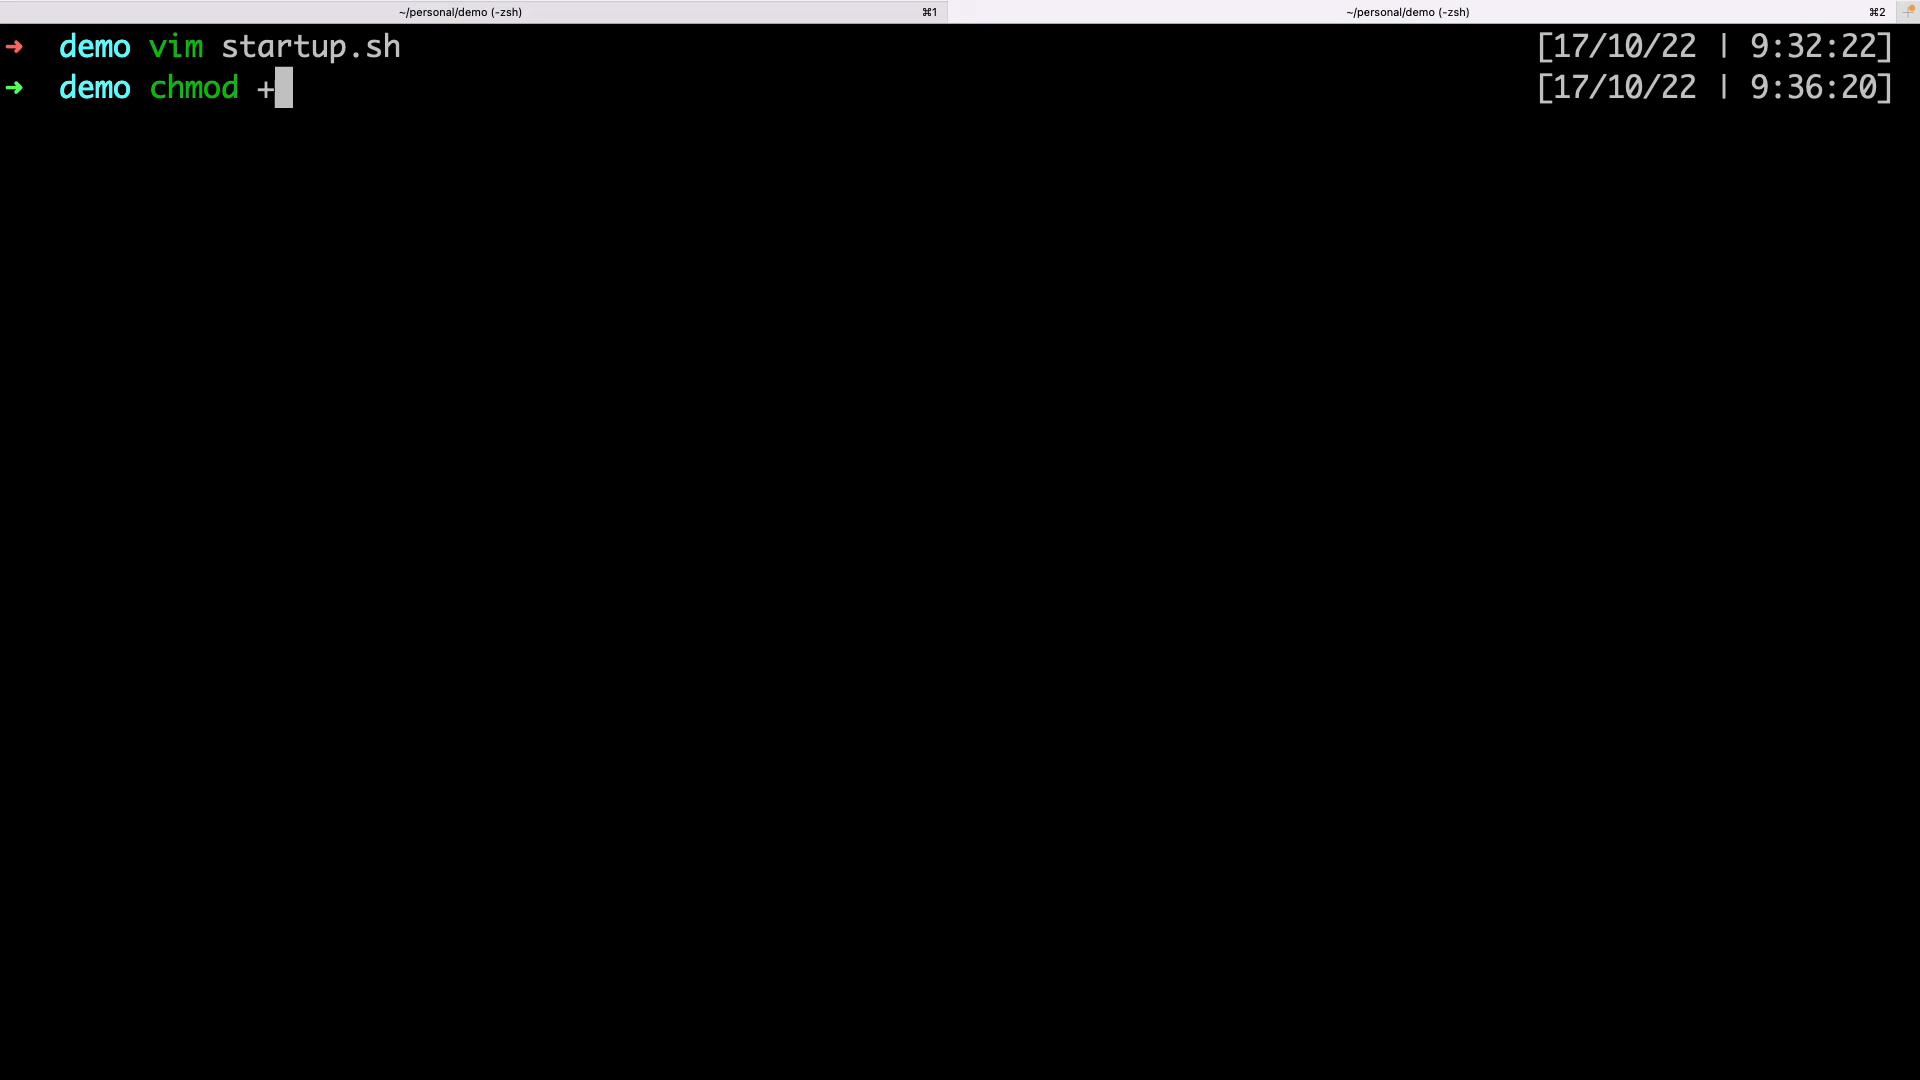 ~/personal/demo (-zsh) ⌘1 ~/personal/demo (-zsh) ⌘2
➜ demo vim startup.sh [17/10/22 | 9:32:22]
➜ demo chmod + [17/10/22 | 9:36:20]